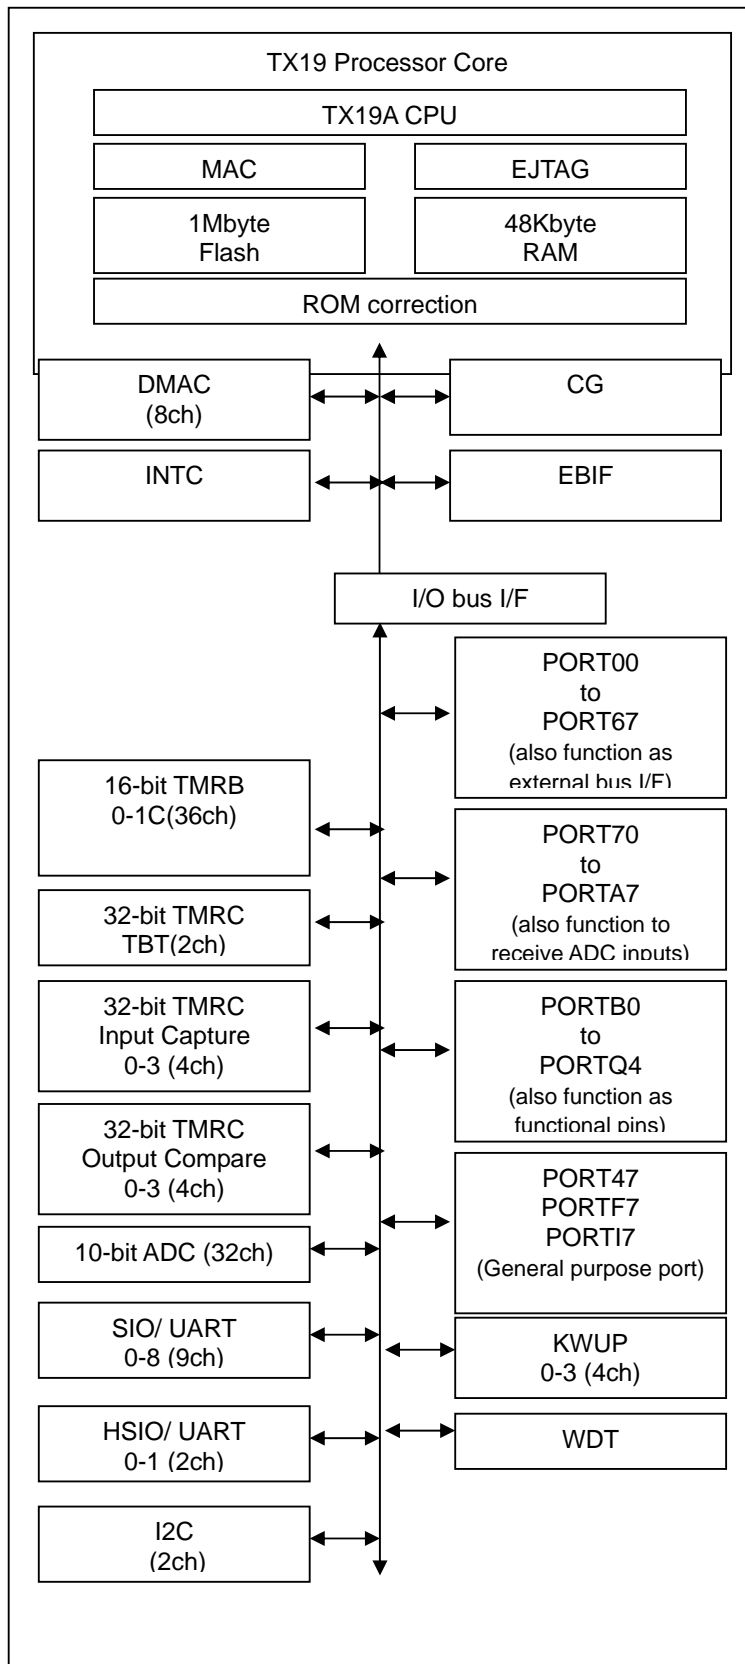 TX19 Processor Core
TX19A CPU
MAC
EJTAG
1Mbyte
Flash
48Kbyte
RAM
ROM correction
DMAC
(8ch)
CG
INTC
EBIF
I/O bus I/F
PORT00
to
PORT67
(also function as
external bus I/F)
16-bit TMRB
0-1C(36ch)
PORT70
to
PORTA7
(also function to
receive ADC inputs)
32-bit TMRC
TBT(2ch)
32-bit TMRC
Input Capture
0-3 (4ch)
PORTB0
to
PORTQ4
(also function as
functional pins)
32-bit TMRC
Output Compare
0-3 (4ch)
PORT47
PORTF7
PORTI7
(General purpose port)
10-bit ADC (32ch)
SIO/ UART
0-8 (9ch)
KWUP
0-3 (4ch)
HSIO/ UART
0-1 (2ch)
WDT
I2C
(2ch)